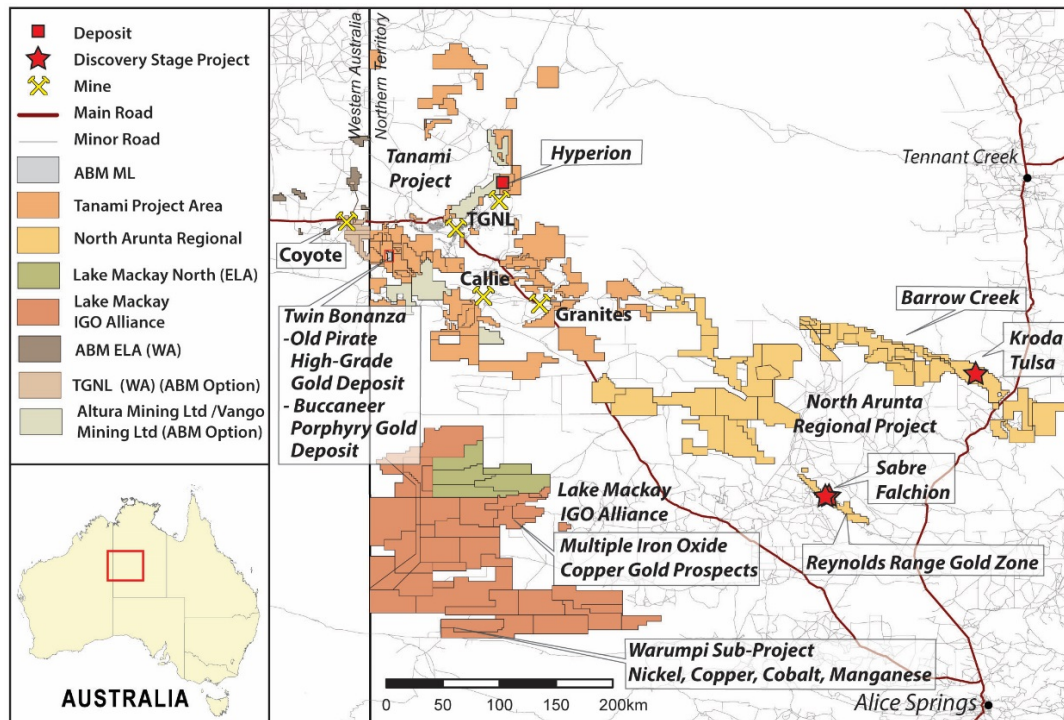 Deposit
Discovery Stage Project
Mine
Main Road
Minor Road
ABM ML
Tanami Project Area
North Arunta Regional
Lake Mackay North (ELA)
Lake Mackay
IGO Alliance
ABM ELA (WA)
TGNL (WA) (ABM Option)
Altura Mining Ltd /Vango
Mining Ltd (ABM Option)
AUSTRALIA
Western Australia
Northern Territory
Tanami
Project
Hyperion
TGNL
Coyote
Callie
Granites
Twin Bonanza
-Old Pirate
High-Grade
Gold Deposit
- Buccaneer
Porphyry Gold
Deposit
Tennant Creek
Barrow Creek
Kroda
Tulsa
North Arunta
Regional Project
Sabre
Falchion
Reynolds Range Gold Zone
Lake Mackay
IGO Alliance
Multiple Iron Oxide
Copper Gold Prospects
Warumpi Sub-Project
Nickel, Copper, Cobalt, Manganese
0 50 100 150 200km
Alice Springs